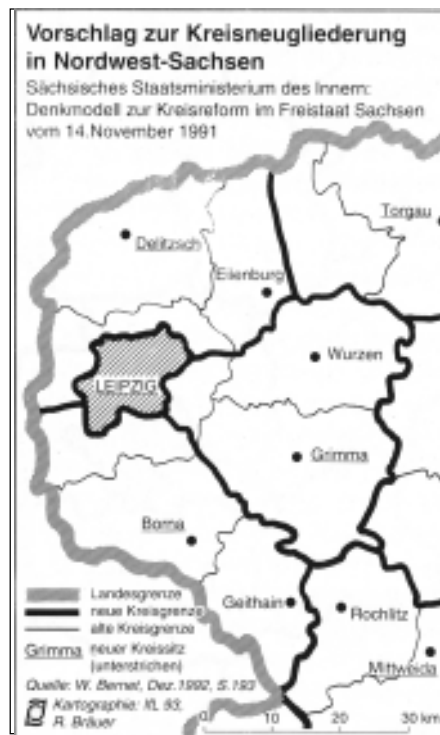 Vorschlag zur Kreisneugliederung
in Nordwest-Sachsen
Sächsisches Staatsministerium des Innern:
Denkmodell zur Kreisreform im Freistaat Sachsen
vom 14.November 1991
Torgau
Delitzsch
Eilenburg
Wurzen
LEIPZIG
Grimma
Borna
Geithain
Rochlitz
Mittweida
Landesgrenze
neue Kreisgrenze
alte Kreisgrenze
Grimma neuer Kreissitz
(unterstrichen)
Quelle: W. Bernet, Dez.1992, S.193
Kartographie: IfL 93,
R. Bräuer
0 10 20 30 km